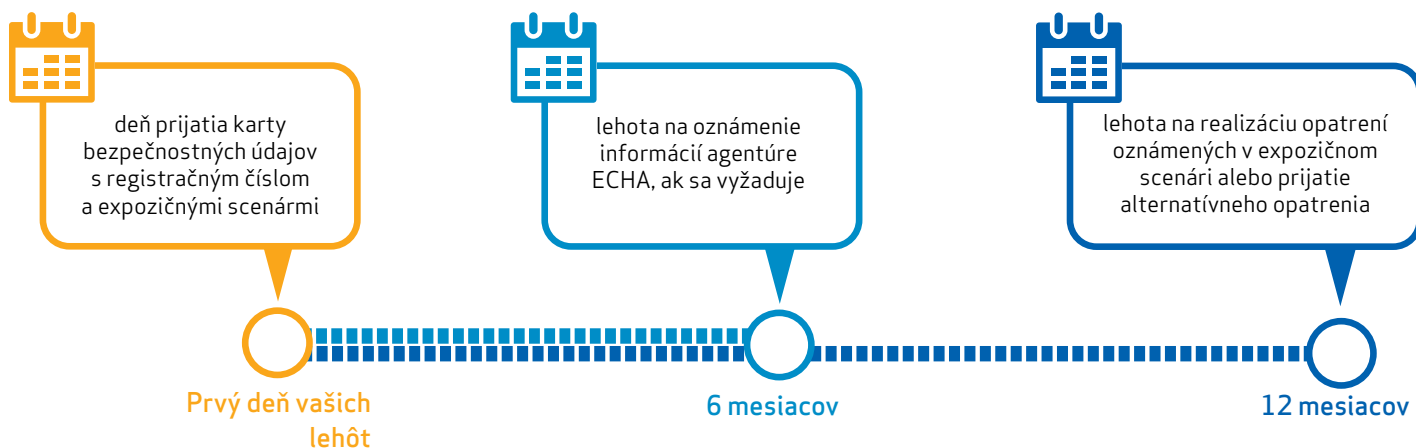 deň prijatia karty
bezpečnostných údajov
s registračným číslom
a expozičnými scenármi
lehota na oznámenie
informácií agentúre
ECHA, ak sa vyžaduje
lehota na realizáciu opatrení
oznámených v expozičnom
scenári alebo prijatie
alternatívneho opatrenia
Prvý deň vašich
lehôt
6 mesiacov
12 mesiacov